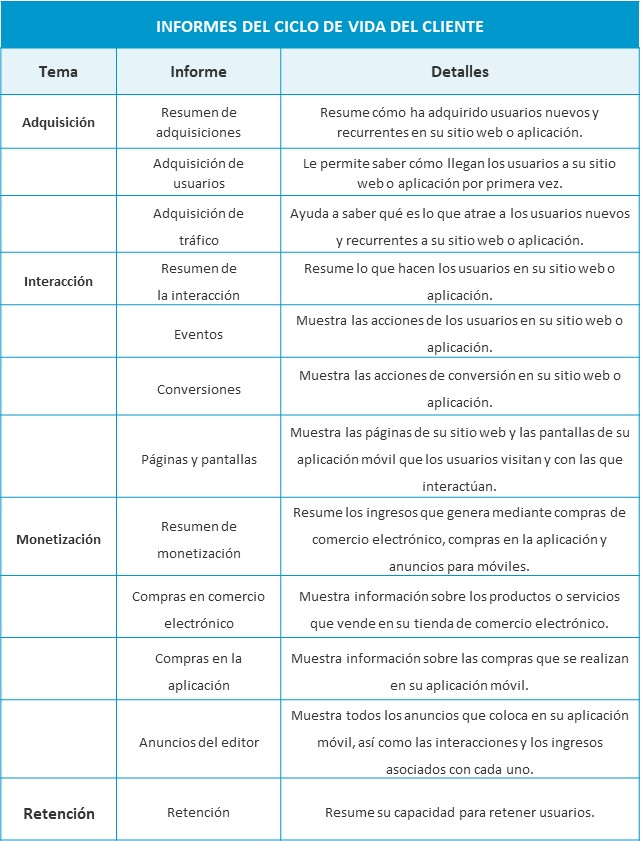 INFORMES DEL CICLO DE VIDA DEL CLIENTE
Tema Informe Detalles
Adquisición
Resumen de
adquisiciones
Resume cómo ha adquirido usuarios nuevos y
recurrentes en su sitio web o aplicación.
Adquisición de
usuarios
Le permite saber cómo llegan los usuarios a su sitio
web o aplicación por primera vez.
Adquisición de
tráfico
Ayuda a saber qué es lo que atrae a los usuarios nuevos
y recurrentes a su sitio web o aplicación.
Interacción
Resumen de
la interacción
Resume lo que hacen los usuarios en su sitio web o
aplicación.
Eventos
Muestra las acciones de los usuarios en su sitio web o
aplicación.
Conversiones
Muestra las acciones de conversión en su sitio web o
aplicación.
Páginas y pantallas
Muestra las páginas de su sitio web y las pantallas de su
aplicación móvil que los usuarios visitan y con las que
interactúan.
Monetización
Resumen de
monetización
Resume los ingresos que genera mediante compras de
comercio electrónico, compras en la aplicación y
anuncios para móviles.
Compras en comercio
electrónico
Muestra información sobre los productos o servicios
que vende en su tienda de comercio electrónico.
Compras en la
aplicación
Muestra información sobre las compras que se realizan
en su aplicación móvil.
Anuncios del editor
Muestra todos los anuncios que coloca en su aplicación
móvil, así como las interacciones y los ingresos
asociados con cada uno.
Retención
Retención
Resume su capacidad para retener usuarios.